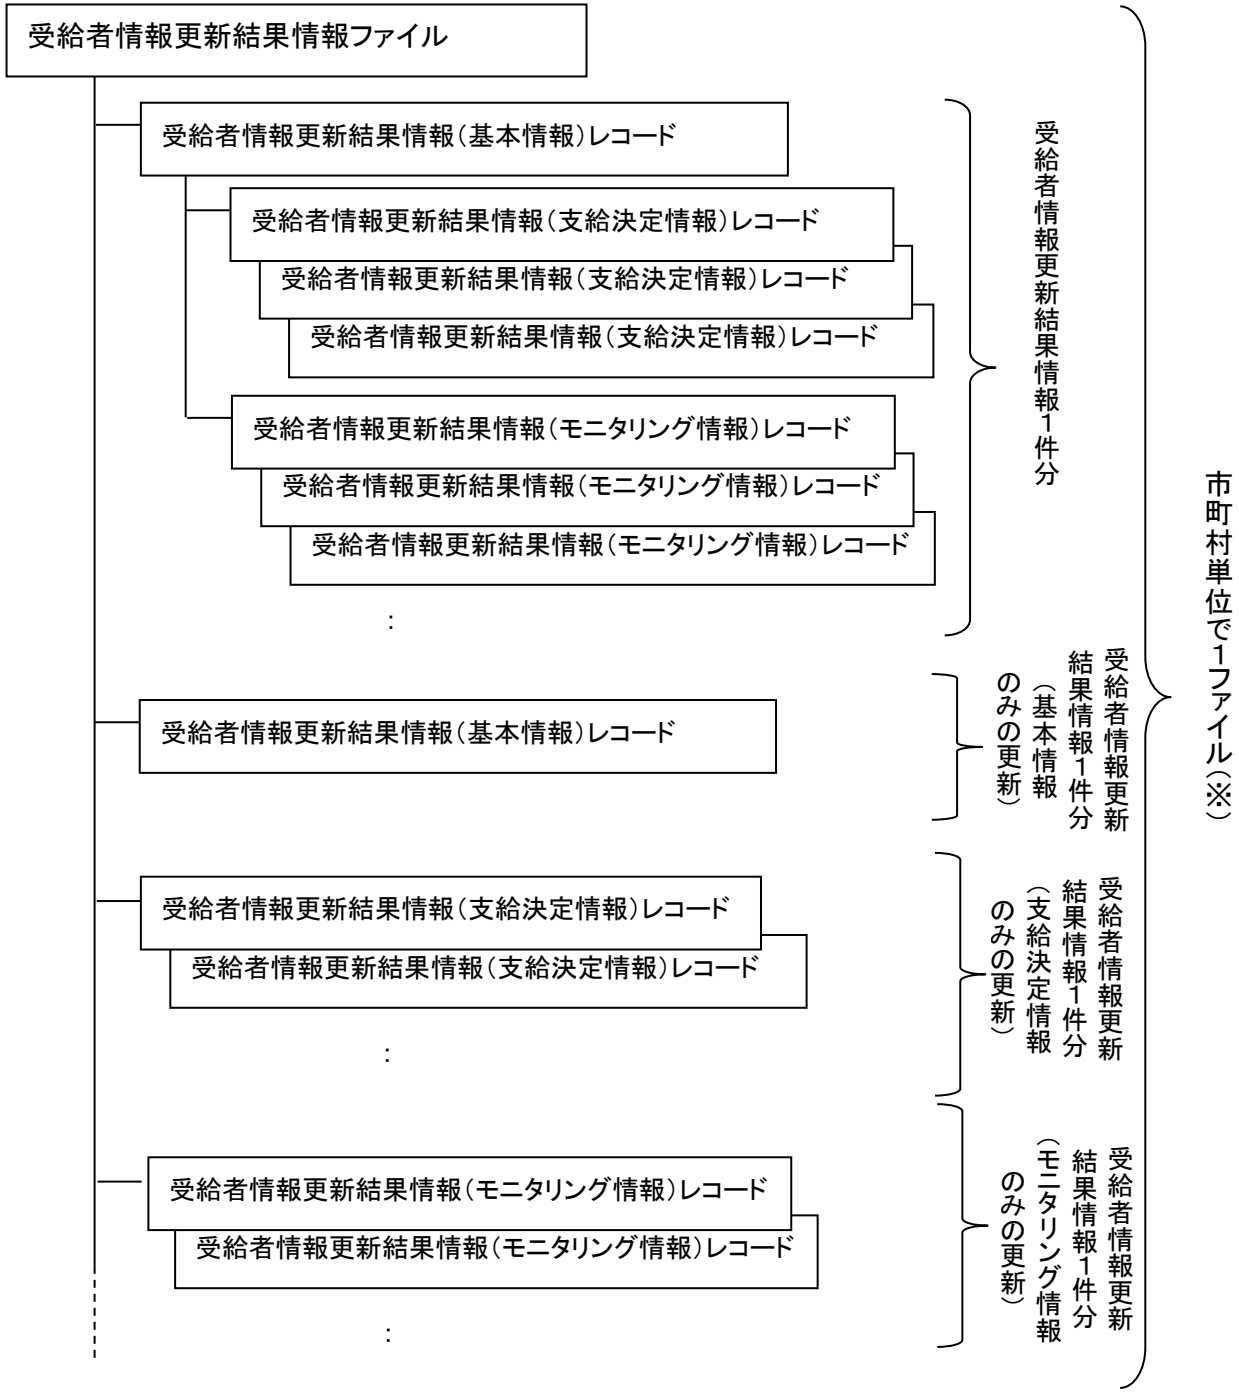 受給者情報更新結果情報ファイル
受給者情報更新結果情報（基本情報）レコード
受給者情報更新結果情報（支給決定情報）レコード
受給者情報更新結果情報（支給決定情報）レコード
受給者情報更新結果情報（支給決定情報）レコード
受給者情報更新結果情報（モニタリング情報）レコード
受給者情報更新結果情報（モニタリング情報）レコード
受給者情報更新結果情報（モニタリング情報）レコード
：
受給者情報更新結果情報１件分
受給者情報更新結果情報（基本情報）レコード
受給者情報更新
結果情報１件分
（基本情報
のみの更新）
受給者情報更新結果情報（支給決定情報）レコード
受給者情報更新結果情報（支給決定情報）レコード
：
受給者情報更新
結果情報１件分
（支給決定情報
のみの更新）
受給者情報更新結果情報（モニタリング情報）レコード
受給者情報更新結果情報（モニタリング情報）レコード
：
受給者情報更新
結果情報１件分
（モニタリング情報
のみの更新）
市町村単位で１ファイル（※）